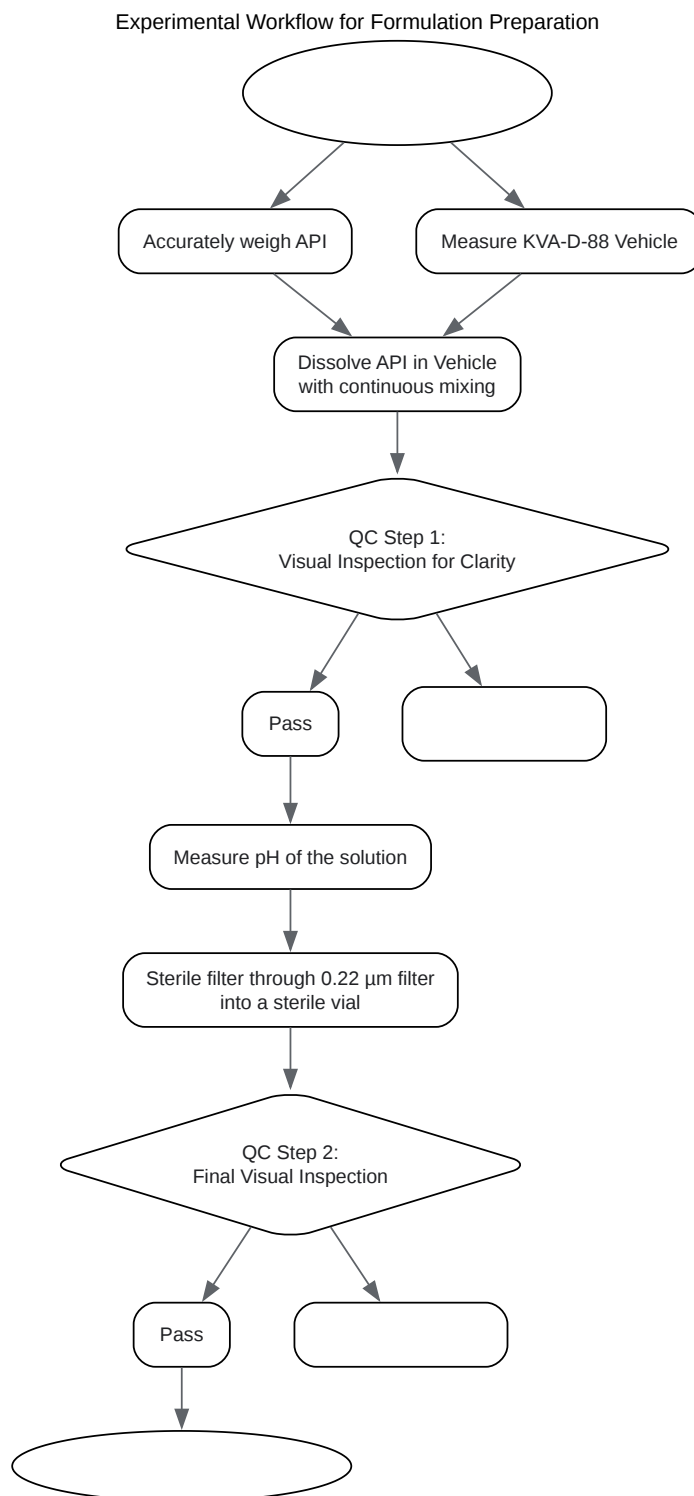 Experimental Workflow for Formulation Preparation
Accurately weigh API
Measure KVA-D-88 Vehicle
Dissolve API in Vehicle
with continuous mixing
QC Step 1:
Visual Inspection for Clarity
Pass
Measure pH of the solution
Sterile filter through 0.22 µm filter
into a sterile vial
QC Step 2:
Final Visual Inspection
Pass